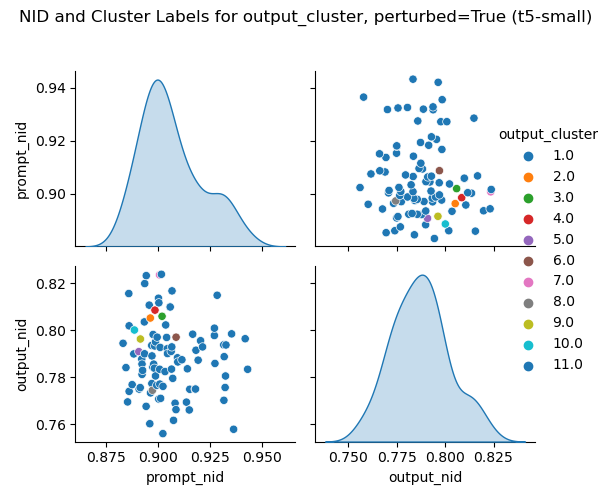 NID and Cluster Labels for output_cluster, perturbed=True (t5-small)
0.94
0.92
0.90
prompt_nid
output_cluster
1.0
2.0
3.0
4.0
5.0
6.0
7.0
8.0
9.0
10.0
11.0
0.82
0.80
0.78
0.76
output_nid
0.875 0.900 0.925 0.950
prompt_nid
0.750 0.775 0.800 0.825
output_nid